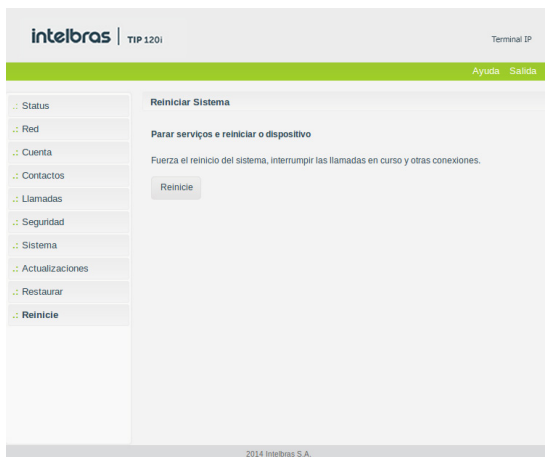 intelbras | TIP 120i
Terminal IP
Ayuda Salida
.: Status
.: Red
.: Cuenta
.: Contactos
.: Llamadas
.: Seguridad
.: Sistema
.: Actualizaciones
.: Restaurar
.: Reinicie
Reiniciar Sistema
Parar serviços e reiniciar o dispositivo
Fuerza el reinicio del sistema, interrumpir las llamadas en curso y otras conexiones.
Reinicie
2014 Intelbras S.A.